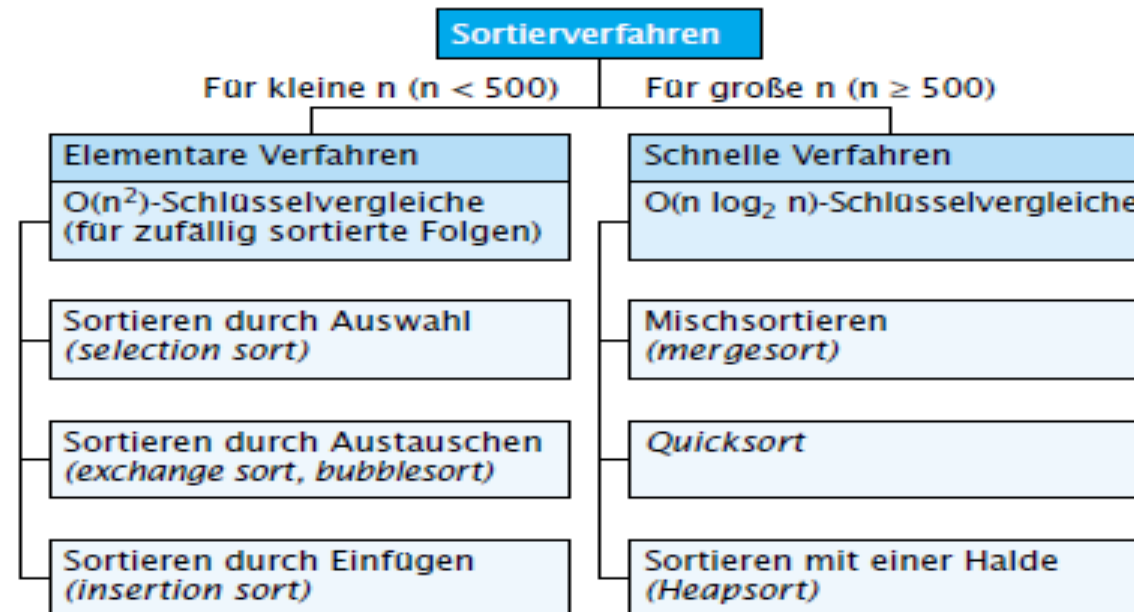 Sortierverfahren
Für kleine n (n < 500)
Für große n (n ≥ 500)
Elementare Verfahren
O(n²)-Schlüsselvergleiche
(für zufällig sortierte Folgen)
Sortieren durch Auswahl
(selection sort)
Sortieren durch Austauschen
(exchange sort, bubblesort)
Sortieren durch Einfügen
(insertion sort)
Schnelle Verfahren
O(n log₂ n)-Schlüsselvergleiche
Mischsortieren
(mergesort)
Quicksort
Sortieren mit einer Halde
(Heapsort)